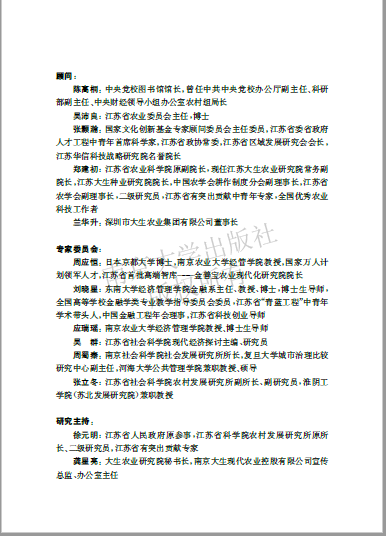 顾问：
陈高桐：中央党校图书馆馆长，曾任中共中央党校办公厅副主任、科研
部副主任、中央财经领导小组办公室农村组局长
吴沛良：江苏省农业委员会主任，博士
张颢瀚：国家文化创新基金专家顾问委员会主任委员，江苏省委省政府
人才工程中青年首席科学家，江苏省政协常委，江苏省区域发展研究会会长，
江苏华信科技战略研究院名誉院长
郑建初：江苏省农业科学院原副院长，现任江苏大生农业研究院常务副
院长，江苏大生种业研究院院长，中国农学会耕作制度分会副理事长，江苏省
农学会副理事长，二级研究员，江苏省有突出贡献中青年专家，全国优秀农业
科技工作者
兰华升：深圳市大生农业集团有限公司董事长
专家委员会：
周应恒：日本京都大学博士，南京农业大学经管学院教授，国家万人计
划领军人才，江苏省首批高端智库——金善宝农业现代化研究院院长
刘晓星：东南大学经济管理学院金融系主任、教授、博士，博士生导师，
全国高等学校金融学类专业教学指导委员会委员，江苏省“青蓝工程”中青年
学术带头人，中国金融工程年会理事，江苏省科技创业导师
应瑞瑶：南京农业大学经济管理学院教授、博士生导师
吴　群：江苏省社会科学院现代经济探讨主编、研究员
周蜀秦：南京社会科学院社会发展研究所所长，复旦大学城市治理比较
研究中心副主任，河海大学公共管理学院兼职教授、硕导
张立冬：江苏省社会科学院农村发展研究所副所长、副研究员，淮阴工
学院（苏北发展研究院）兼职教授
研究主持：
徐元明：江苏省人民政府原参事，江苏省社科学院农村发展研究所原所
长、二级研究员，江苏省有突出贡献专家
龚星亮：大生农业研究院秘书长，南京大生现代农业控股有限公司宣传
总监、办公室主任